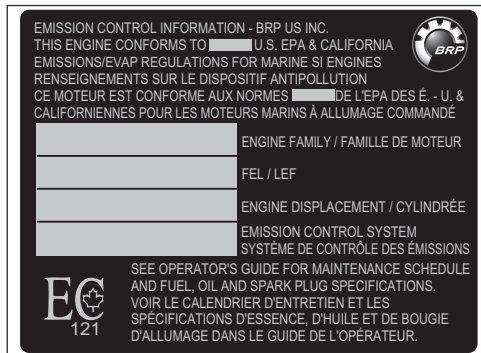 EMISSION CONTROL INFORMATION - BRP US INC.
THIS ENGINE CONFORMS TO U.S. EPA & CALIFORNIA
EMISSIONS/EVAP REGULATIONS FOR MARINE SI ENGINES
RENSEIGNEMENTS SUR LE DISPOSITIF ANTIPOLLUTION
CE MOTEUR EST CONFORME AUX NORMES DE L'EPA DES É. - U. &
CALIFORNIENNES POUR LES MOTEURS MARINS À ALLUMAGE COMMANDÉ
BRP
ENGINE FAMILY / FAMILLE DE MOTEUR
FEL / LEF
ENGINE DISPLACEMENT / CYLINDRÉE
EMISSION CONTROL SYSTEM
SYSTÈME DE CONTRÔLE DES ÉMISSIONS
EC
121
SEE OPERATOR'S GUIDE FOR MAINTENANCE SCHEDULE
AND FUEL, OIL AND SPARK PLUG SPECIFICATIONS.
VOIR LE CALENDRIER D'ENTRETIEN ET LES
SPÉCIFICATIONS D'ESSENCE, D'HUILE ET DE BOUGIE
D'ALLUMAGE DANS LE GUIDE DE L'OPÉRATEUR.